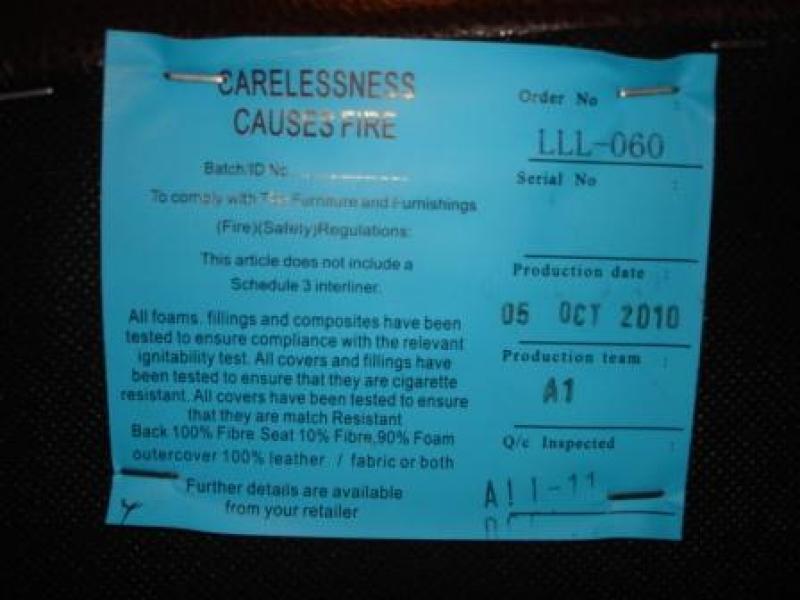 CARELESSNESS
CAUSES FIRE
Batch/ID No
To comply with The Furniture and Furnishings
(Fire)(Safety)Regulations:
This article does not include a
Schedule 3 interliner.
All foams. fillings and composites have been
tested to ensure compliance with the relevant
ignitability test. All covers and fillings have
been tested to ensure that they are cigarette
resistant. All covers have been tested to ensure
that they are match Resistant
Back 100% Fibre Seat 10% Fibre,90% Foam
outercover 100% leather / fabric or both
Further details are available
from your retailer
Order No :
LLL-060
Serial No :
Production date :
05 OCT 2010
Production team :
A1
Q/c Inspected :